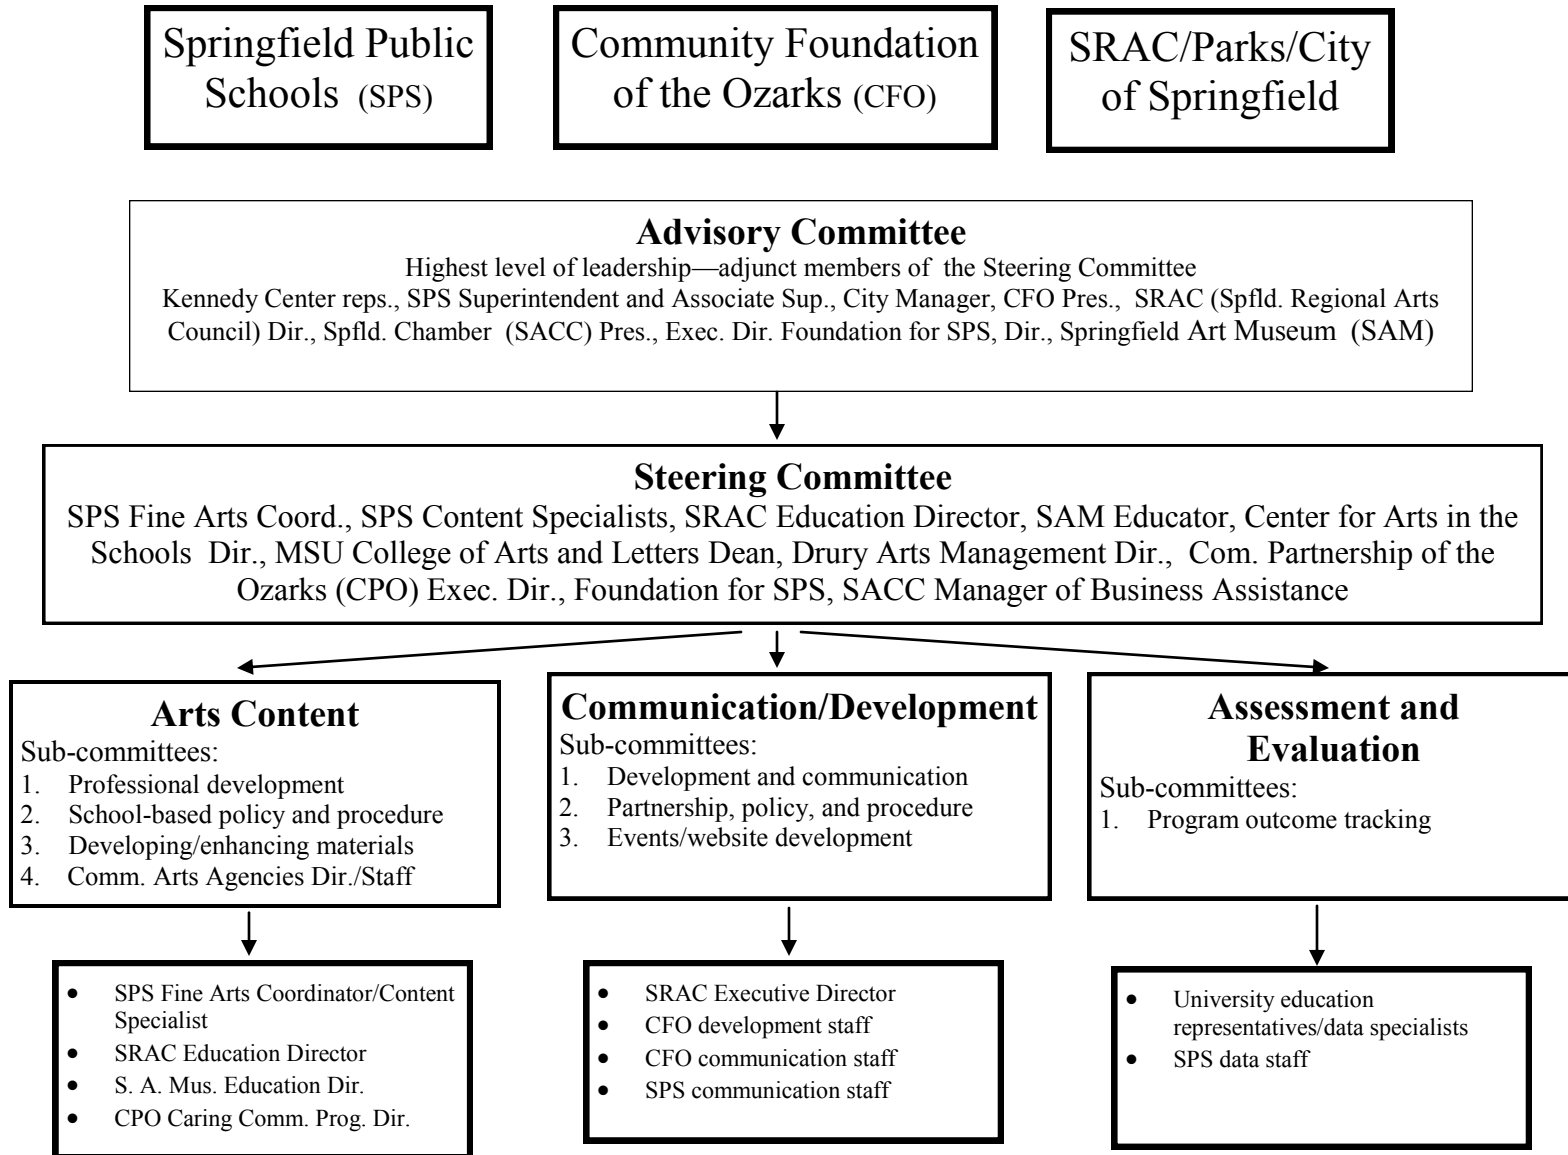 Springfield Public
Schools (SPS)
Community Foundation
of the Ozarks (CFO)
SRAC/Parks/City
of Springfield
Advisory Committee
Highest level of leadership—adjunct members of the Steering Committee
Kennedy Center reps., SPS Superintendent and Associate Sup., City Manager, CFO Pres., SRAC (Spfld. Regional Arts
Council) Dir., Spfld. Chamber (SACC) Pres., Exec. Dir. Foundation for SPS, Dir., Springfield Art Museum (SAM)
Steering Committee
SPS Fine Arts Coord., SPS Content Specialists, SRAC Education Director, SAM Educator, Center for Arts in the
Schools Dir., MSU College of Arts and Letters Dean, Drury Arts Management Dir., Com. Partnership of the
Ozarks (CPO) Exec. Dir., Foundation for SPS, SACC Manager of Business Assistance
Arts Content
Sub-committees:
1. Professional development
2. School-based policy and procedure
3. Developing/enhancing materials
4. Comm. Arts Agencies Dir./Staff
Communication/Development
Sub-committees:
1. Development and communication
2. Partnership, policy, and procedure
3. Events/website development
Assessment and
Evaluation
Sub-committees:
1. Program outcome tracking
• SPS Fine Arts Coordinator/Content
Specialist
• SRAC Education Director
• S. A. Mus. Education Dir.
• CPO Caring Comm. Prog. Dir.
• SRAC Executive Director
• CFO development staff
• CFO communication staff
• SPS communication staff
• University education
representatives/data specialists
• SPS data staff